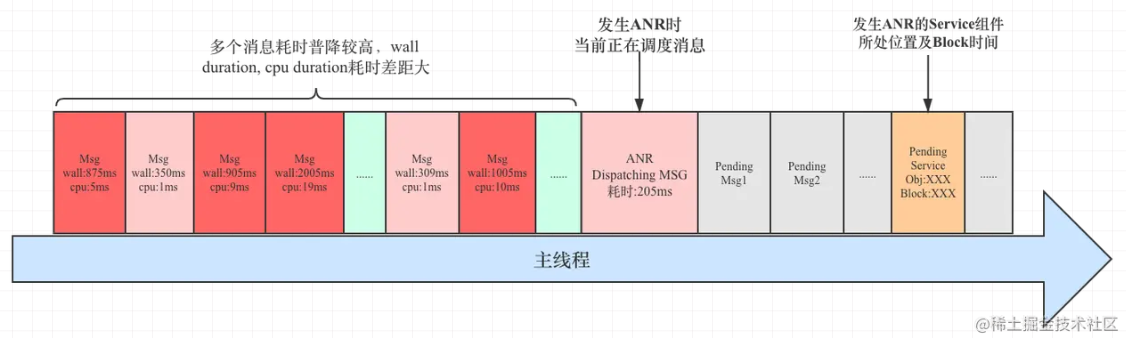 多个消息耗时普降较高，wall
duration, cpu duration耗时差距大
发生ANR时
当前正在调度消息
发生ANR的Service组件
所处位置及Block时间
Msg
wall:875ms
cpu:5ms
Msg
wall:350ms
cpu:1ms
Msg
wall:905ms
cpu:9ms
Msg
wall:2005ms
cpu:19ms
......
Msg
wall:309ms
cpu:1ms
Msg
wall:1005ms
cpu:10ms
......
ANR
Dispatching MSG
耗时:205ms
Pending
Msg1
Pending
Msg2
......
Pending
Service
Obj:XXX
Block:XXX
......
主线程
@稀土掘金技术社区